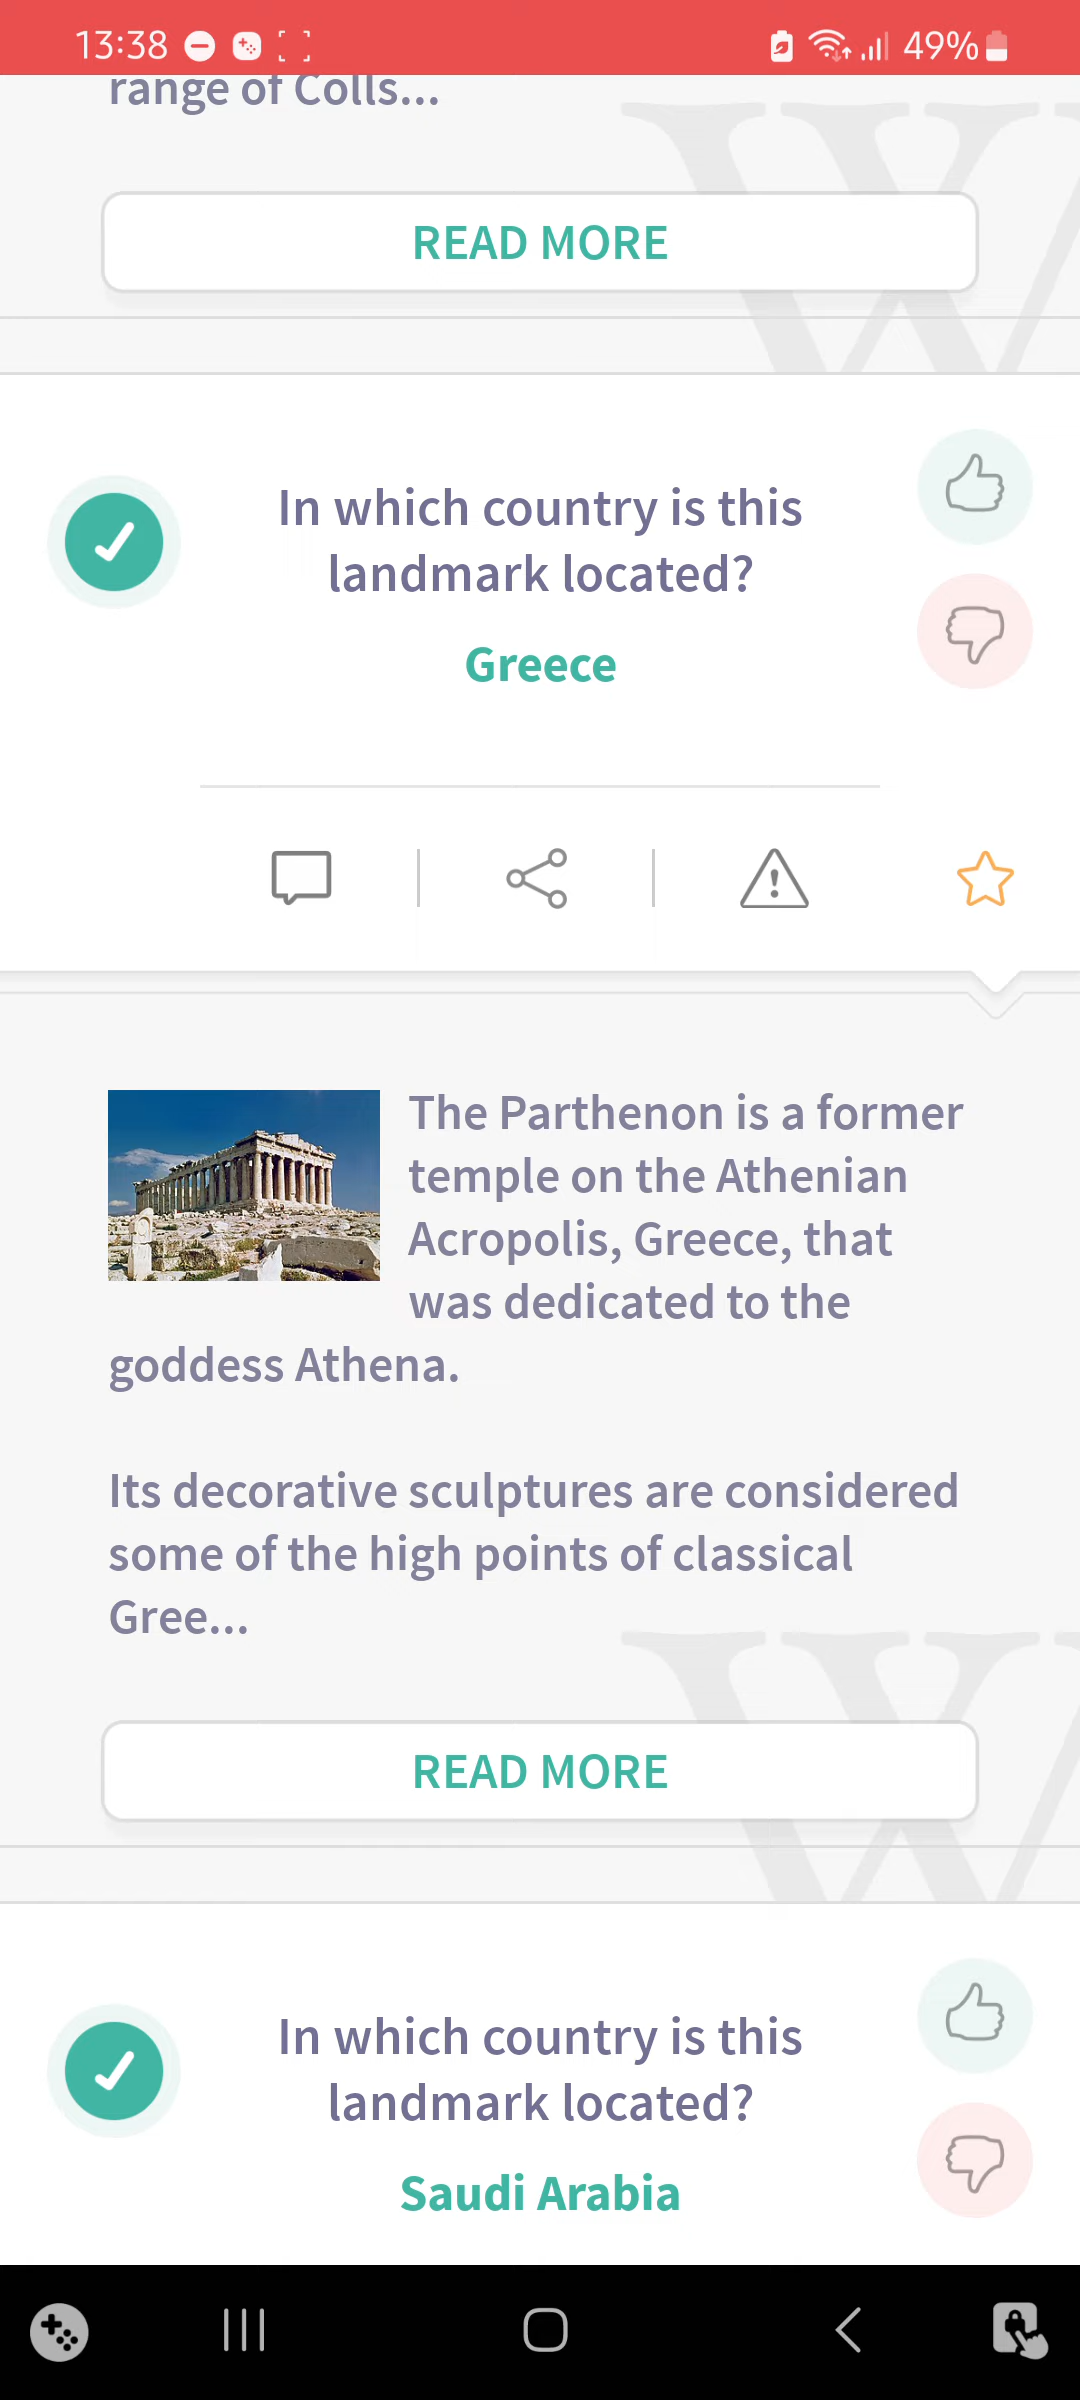 13:38
49%
range of Colls...
READ MORE
In which country is this
landmark located?
Greece
The Parthenon is a former
temple on the Athenian
Acropolis, Greece, that
was dedicated to the
goddess Athena.
Its decorative sculptures are considered
some of the high points of classical
Gree...
READ MORE
In which country is this
landmark located?
Saudi Arabia